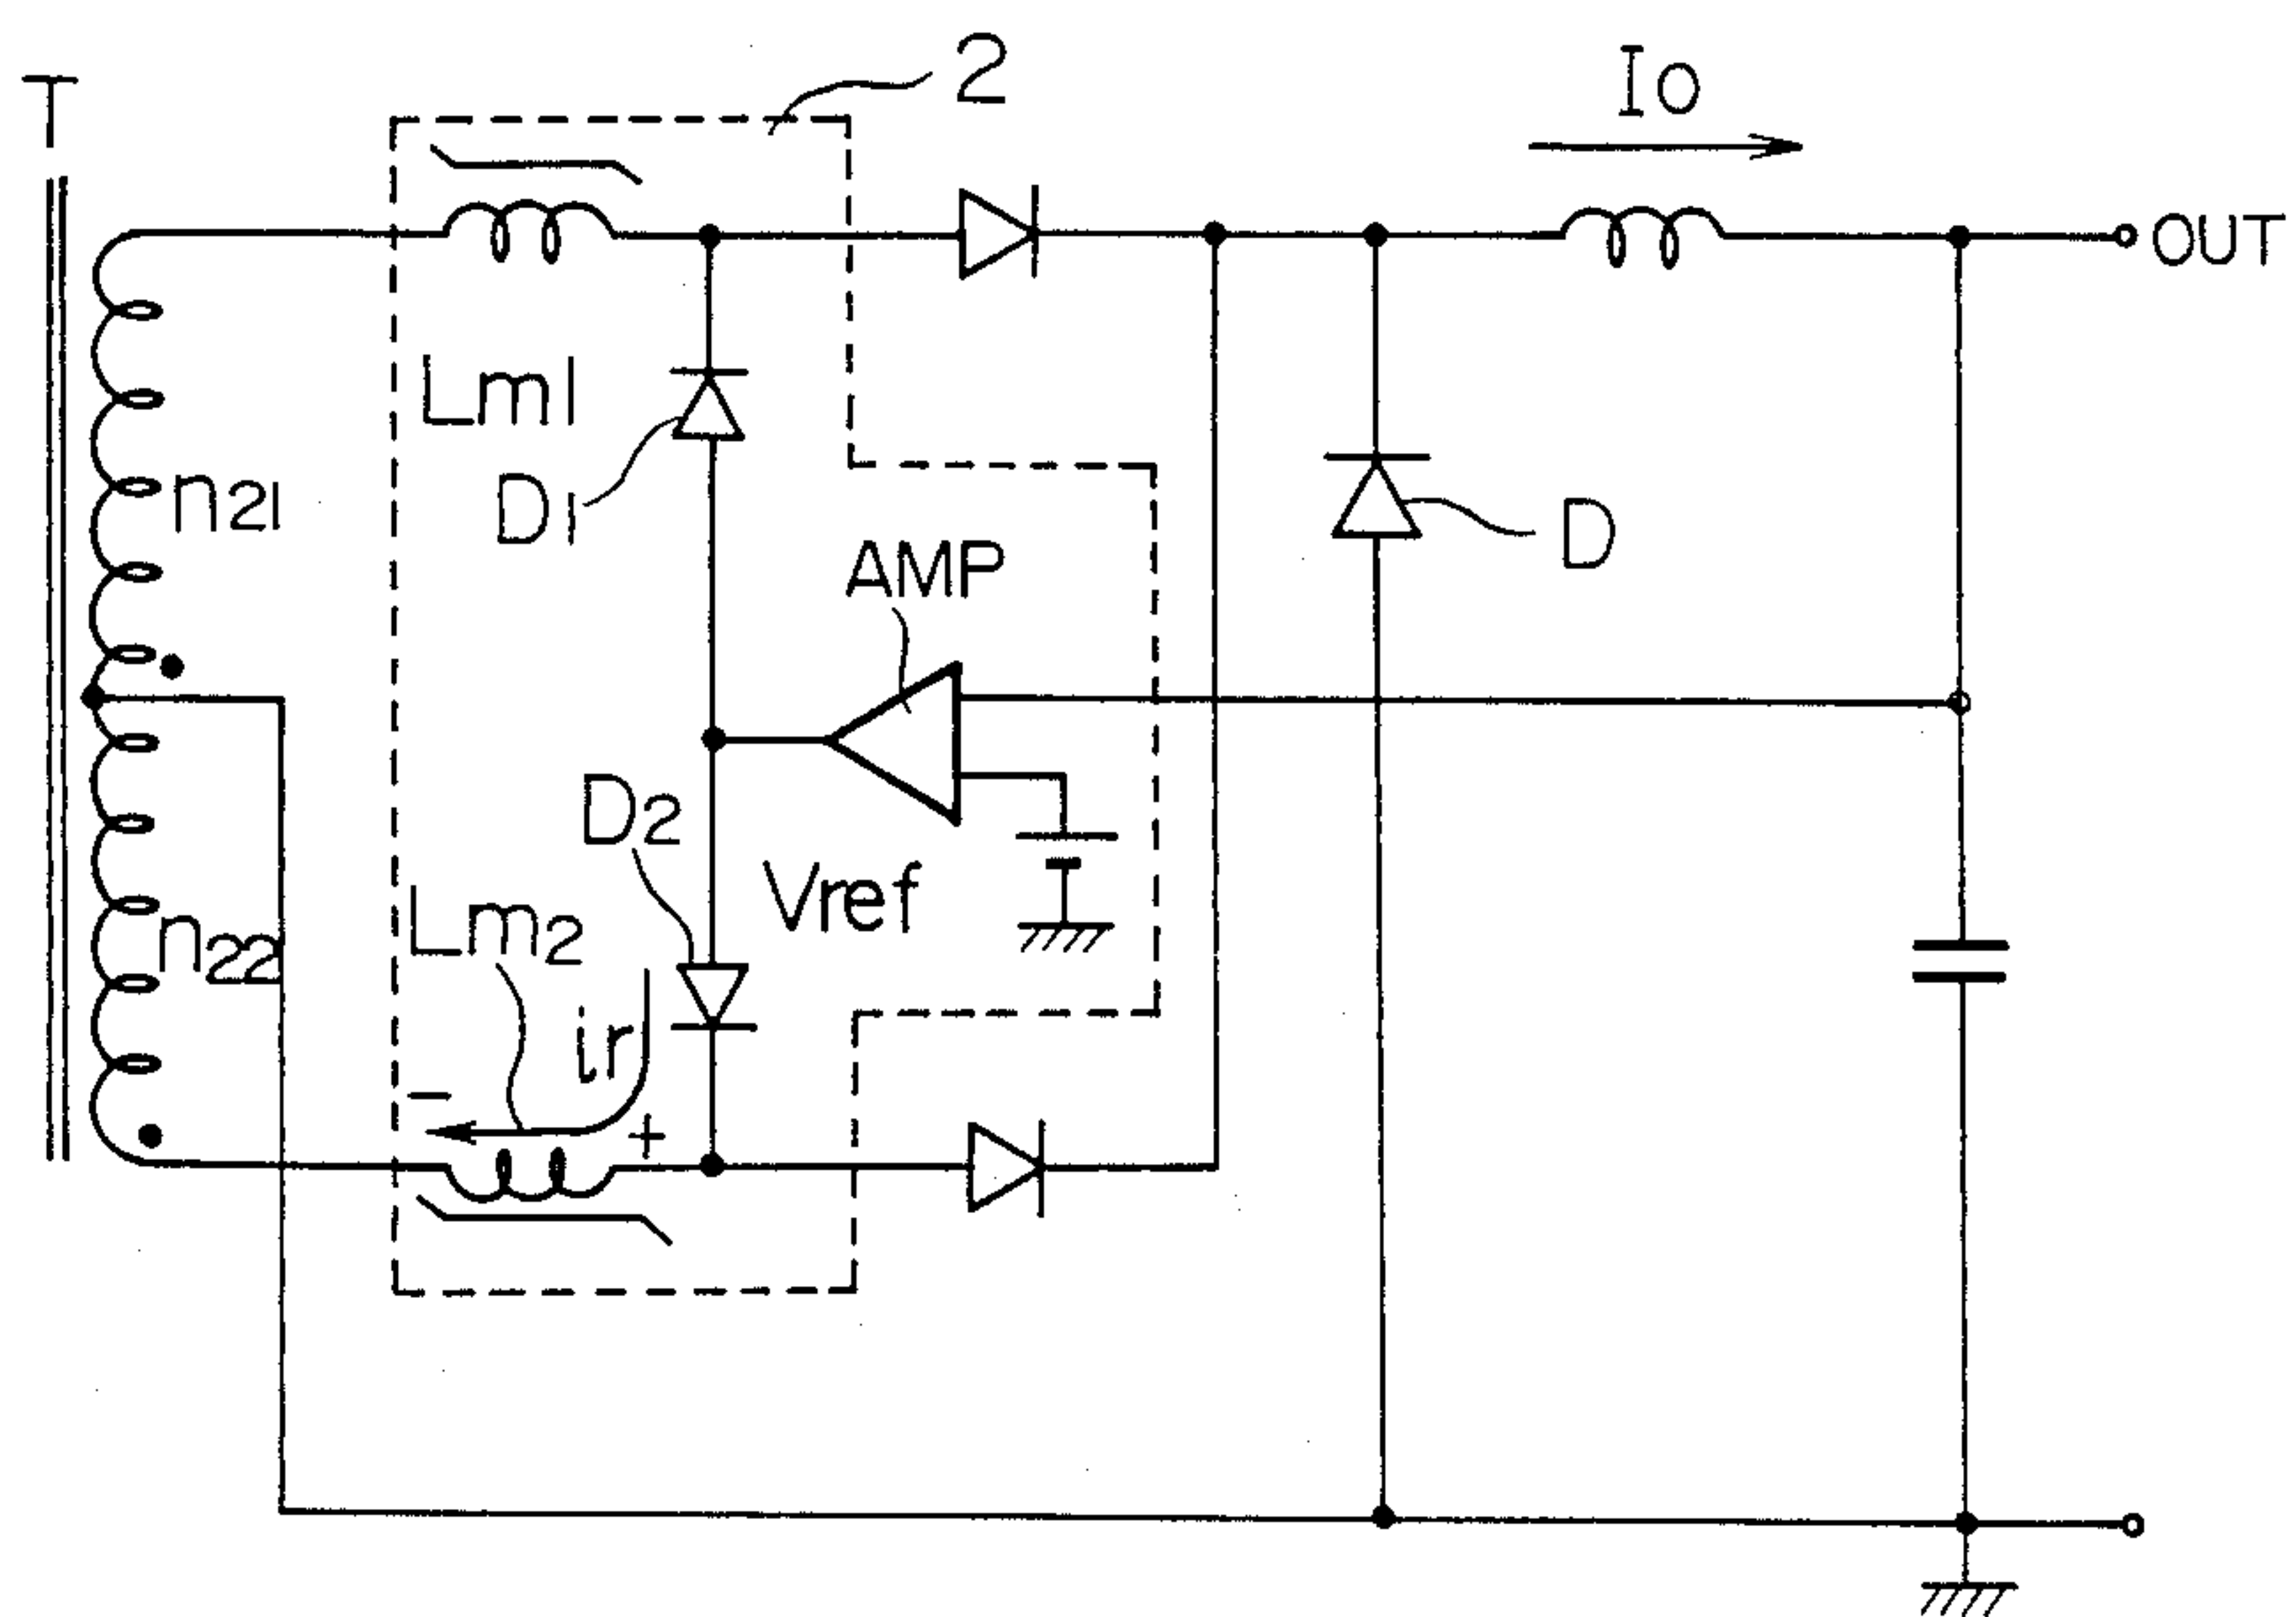 2
Io
T
OUT
Lm1
n21
D1
D
AMP
D2
Vref
Lm2
n22
ir
−
+